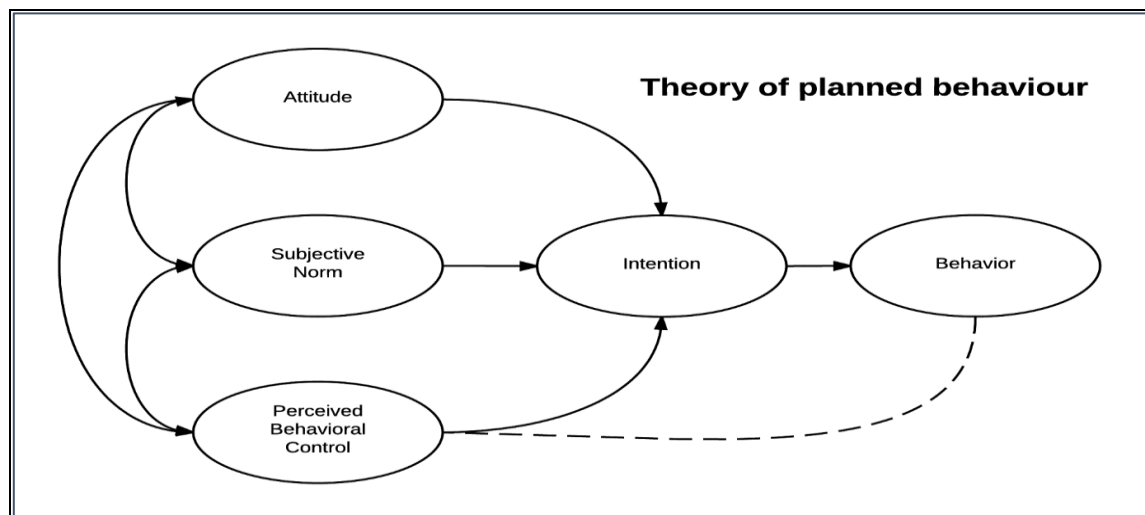 Theory of planned behaviour
Attitude
Subjective
Norm
Intention
Behavior
Perceived
Behavioral
Control